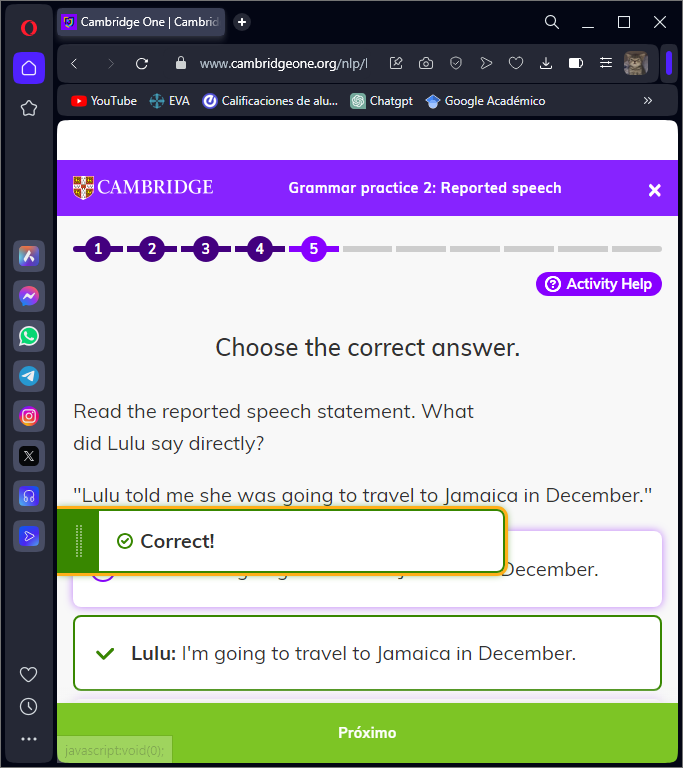 Cambridge One | Cambrid
www.cambridgeone.org/nlp/l
YouTube
EVA
Calificaciones de alu...
Chatgpt
Google Académico
»
CAMBRIDGE
Grammar practice 2: Reported speech
1 2 3 4 5
Activity Help
Choose the correct answer.
Read the reported speech statement. What
did Lulu say directly?
"Lulu told me she was going to travel to Jamaica in December."
Correct!
December.
Lulu: I'm going to travel to Jamaica in December.
Próximo
javascript:void(0);